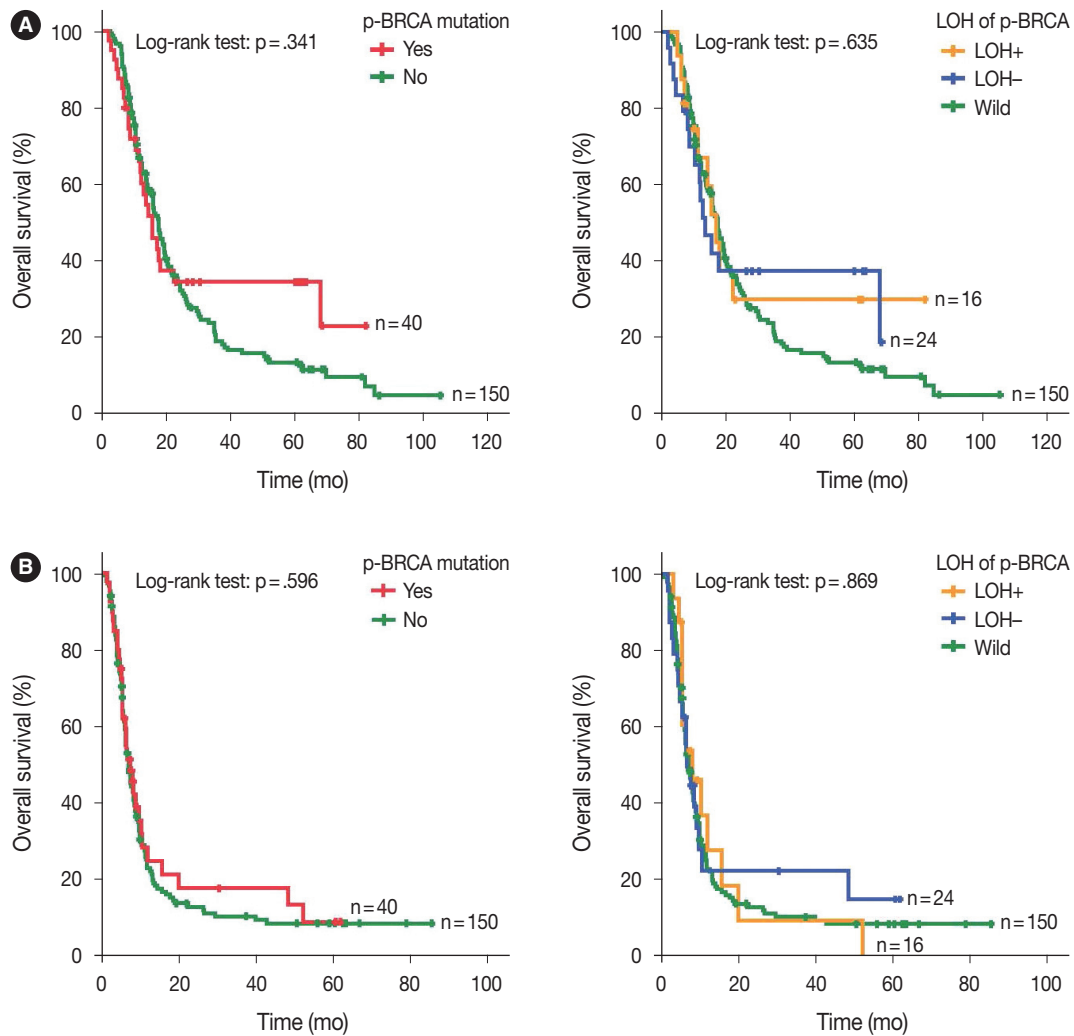 A
Log-rank test: p=.341
p-BRCA mutation
Yes
No
100
80
60
40
20
0
Overall survival (%)
n=40
n=150
0 20 40 60 80 100 120
Time (mo)
Log-rank test: p=.635
LOH of p-BRCA
LOH+
LOH–
Wild
100
80
60
40
20
0
Overall survival (%)
n=16
n=24
n=150
0 20 40 60 80 100 120
Time (mo)
B
Log-rank test: p=.596
p-BRCA mutation
Yes
No
100
80
60
40
20
0
Overall survival (%)
n=40
n=150
0 20 40 60 80 100
Time (mo)
Log-rank test: p=.869
LOH of p-BRCA
LOH+
LOH–
Wild
100
80
60
40
20
0
Overall survival (%)
n=24
n=150
n=16
0 20 40 60 80 100
Time (mo)